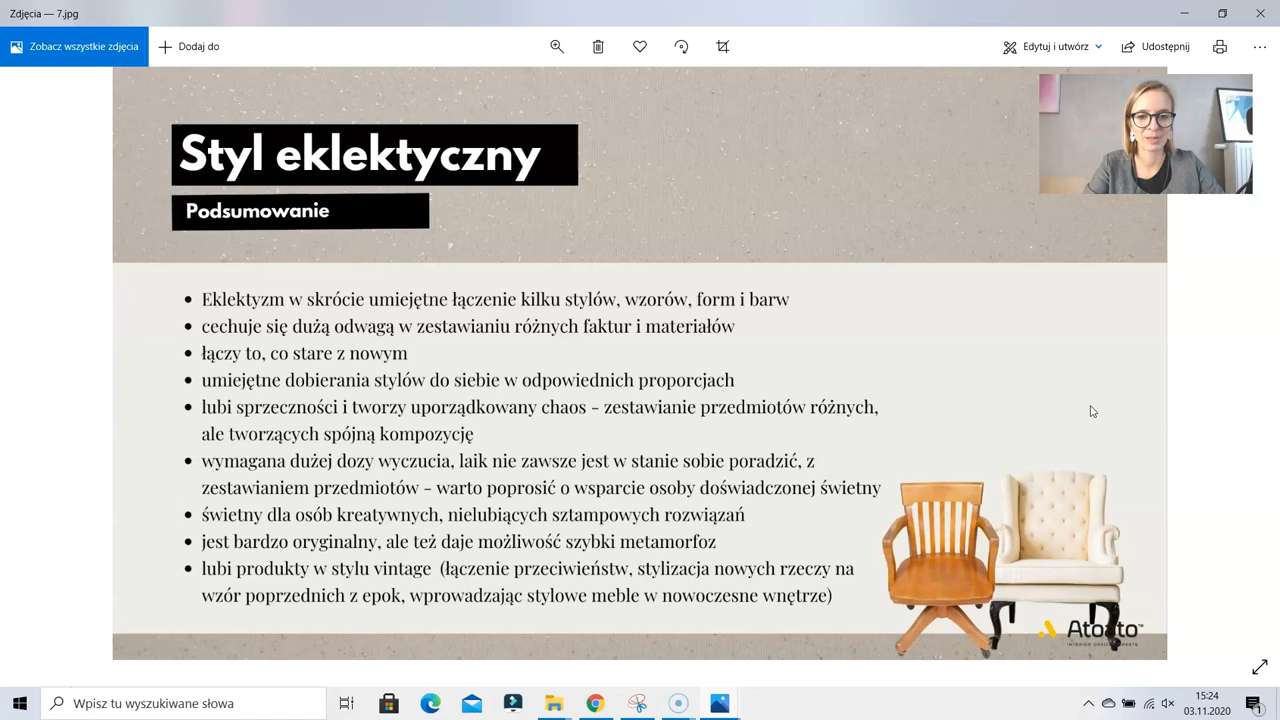 Zdjęcia — 7.jpg
Zobacz wszystkie zdjęcia
Dodaj do
Edytuj i utwórz
Udostępnij
Styl eklektyczny
Podsumowanie
• Eklektyzm w skrócie umiejętne łączenie kilku stylów, wzorów, form i barw
• cechuje się dużą odwagą w zestawianiu różnych faktur i materiałów
• łączy to, co stare z nowym
• umiejętne dobierania stylów do siebie w odpowiednich proporcjach
• lubi sprzeczności i tworzy uporządkowany chaos - zestawianie przedmiotów różnych,
ale tworzących spójną kompozycję
• wymagana dużej dozy wyczucia, laik nie zawsze jest w stanie sobie poradzić, z
zestawianiem przedmiotów - warto poprosić o wsparcie osoby doświadczonej świetny
• świetny dla osób kreatywnych, nielubiących sztampowych rozwiązań
• jest bardzo oryginalny, ale też daje możliwość szybki metamorfoz
• lubi produkty w stylu vintage (łączenie przeciwieństw, stylizacja nowych rzeczy na
wzór poprzednich z epok, wprowadzając stylowe meble w nowoczesne wnętrze)
INTERIOR DESIGN
Wpisz tu wyszukiwane słowa
15:24
03.11.2020
1